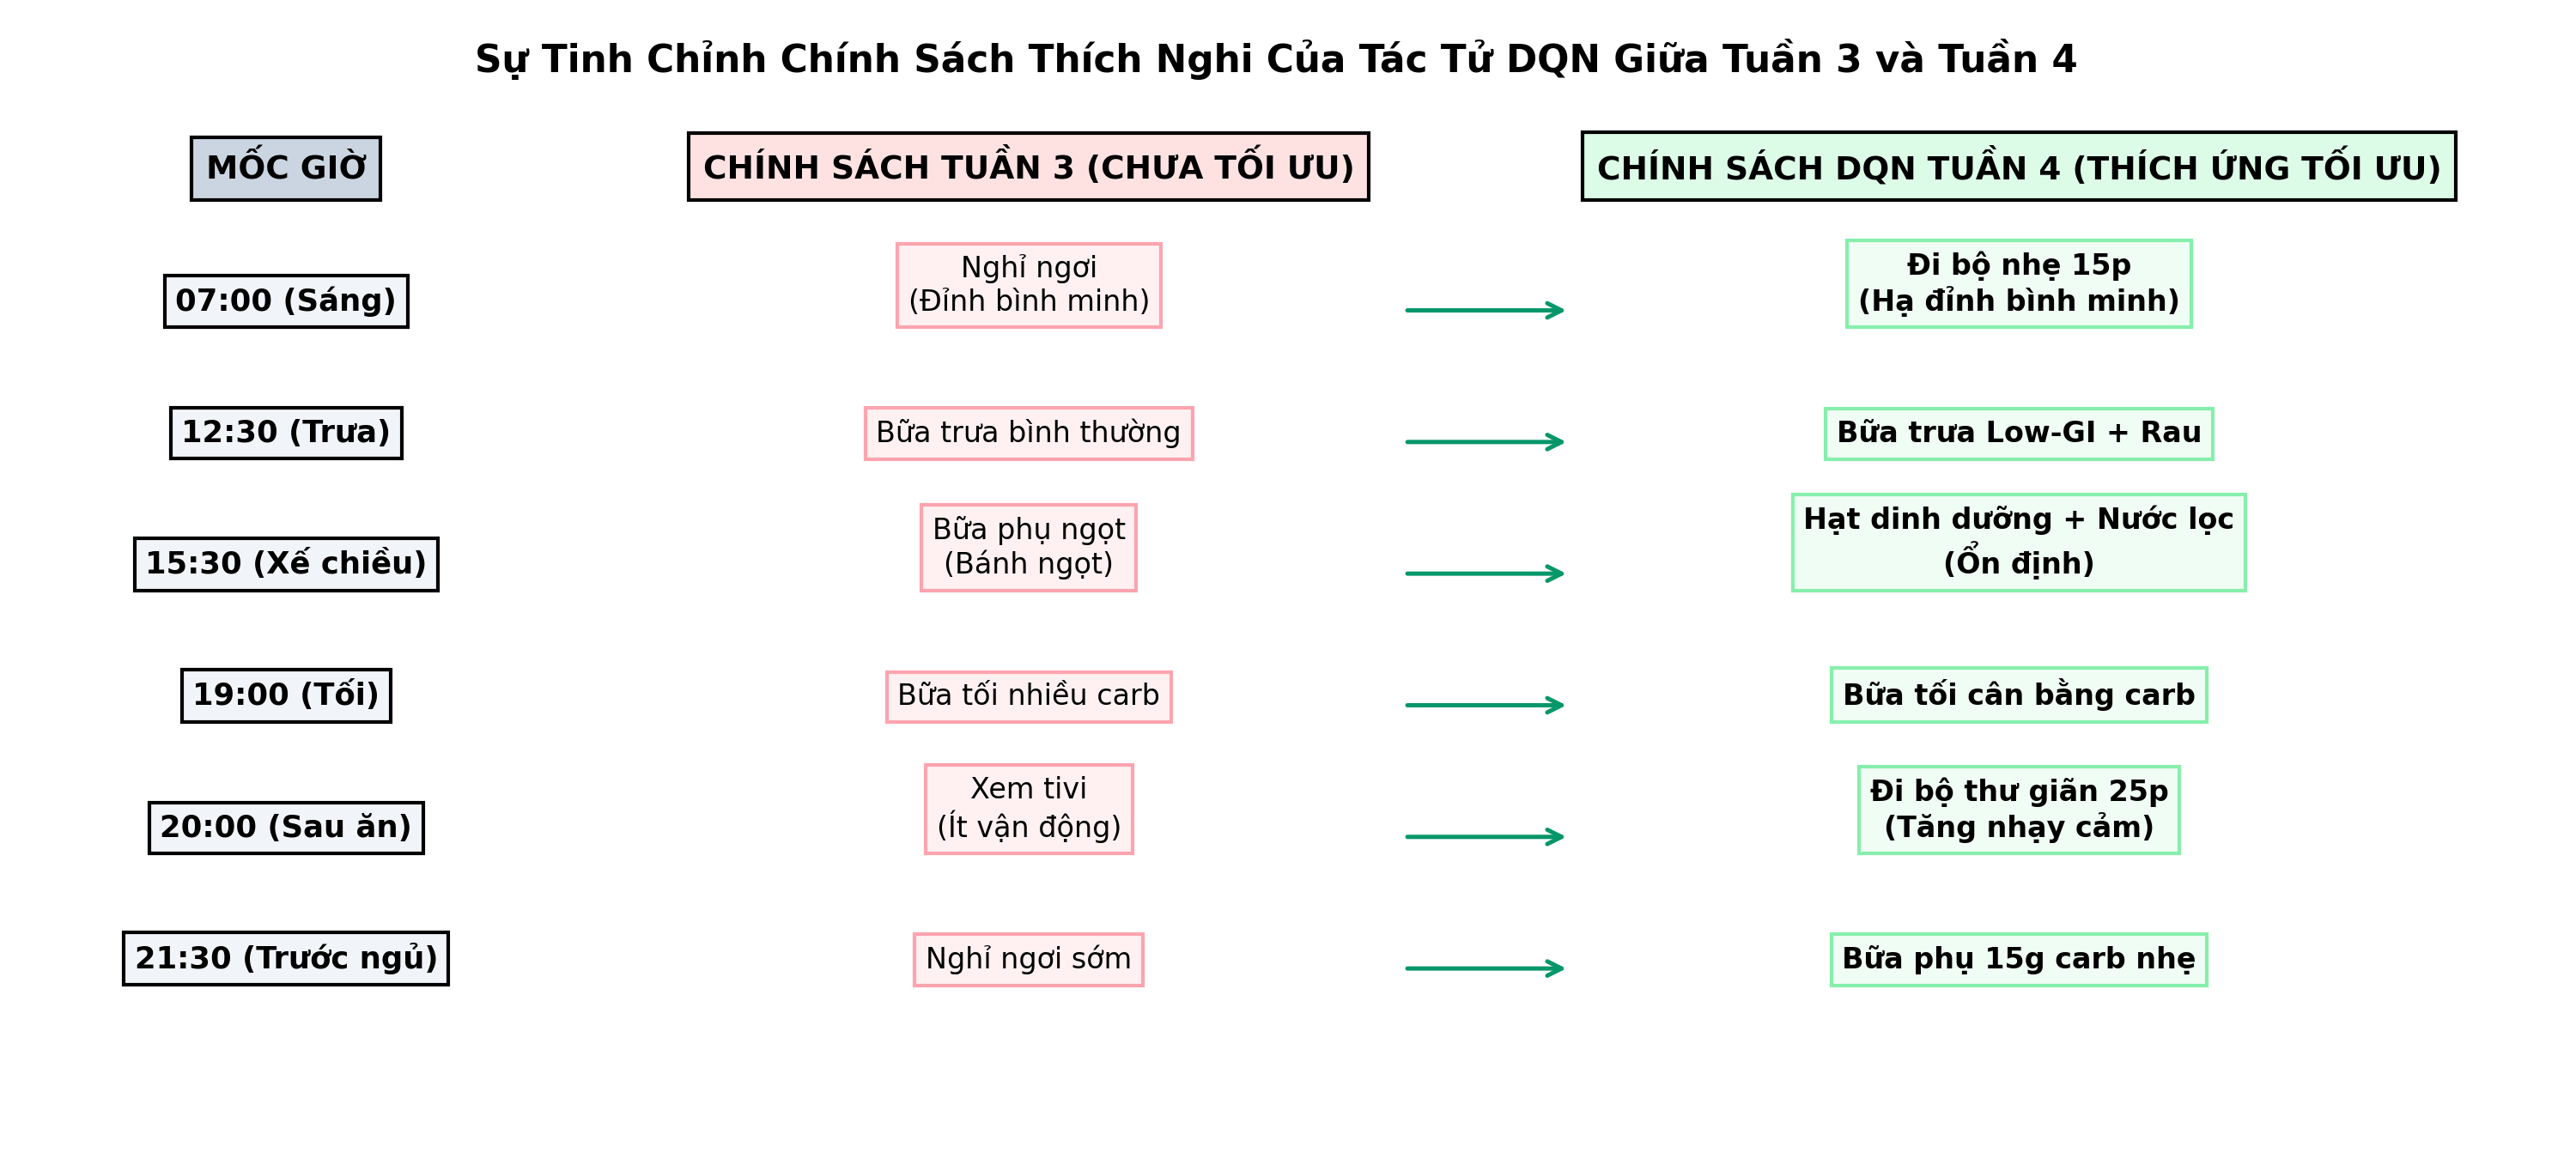 Sự Tinh Chỉnh Chính Sách Thích Nghi Của Tác Tử DQN Giữa Tuần 3 và Tuần 4
MỐC GIỜ
CHÍNH SÁCH TUẦN 3 (CHƯA TỐI ƯU)
CHÍNH SÁCH DQN TUẦN 4 (THÍCH ỨNG TỐI ƯU)
07:00 (Sáng)
Nghỉ ngơi
(Đỉnh bình minh)
Đi bộ nhẹ 15p
(Hạ đỉnh bình minh)
12:30 (Trưa)
Bữa trưa bình thường
Bữa trưa Low-GI + Rau
15:30 (Xế chiều)
Bữa phụ ngọt
(Bánh ngọt)
Hạt dinh dưỡng + Nước lọc
(Ổn định)
19:00 (Tối)
Bữa tối nhiều carb
Bữa tối cân bằng carb
20:00 (Sau ăn)
Xem tivi
(Ít vận động)
Đi bộ thư giãn 25p
(Tăng nhạy cảm)
21:30 (Trước ngủ)
Nghỉ ngơi sớm
Bữa phụ 15g carb nhẹ